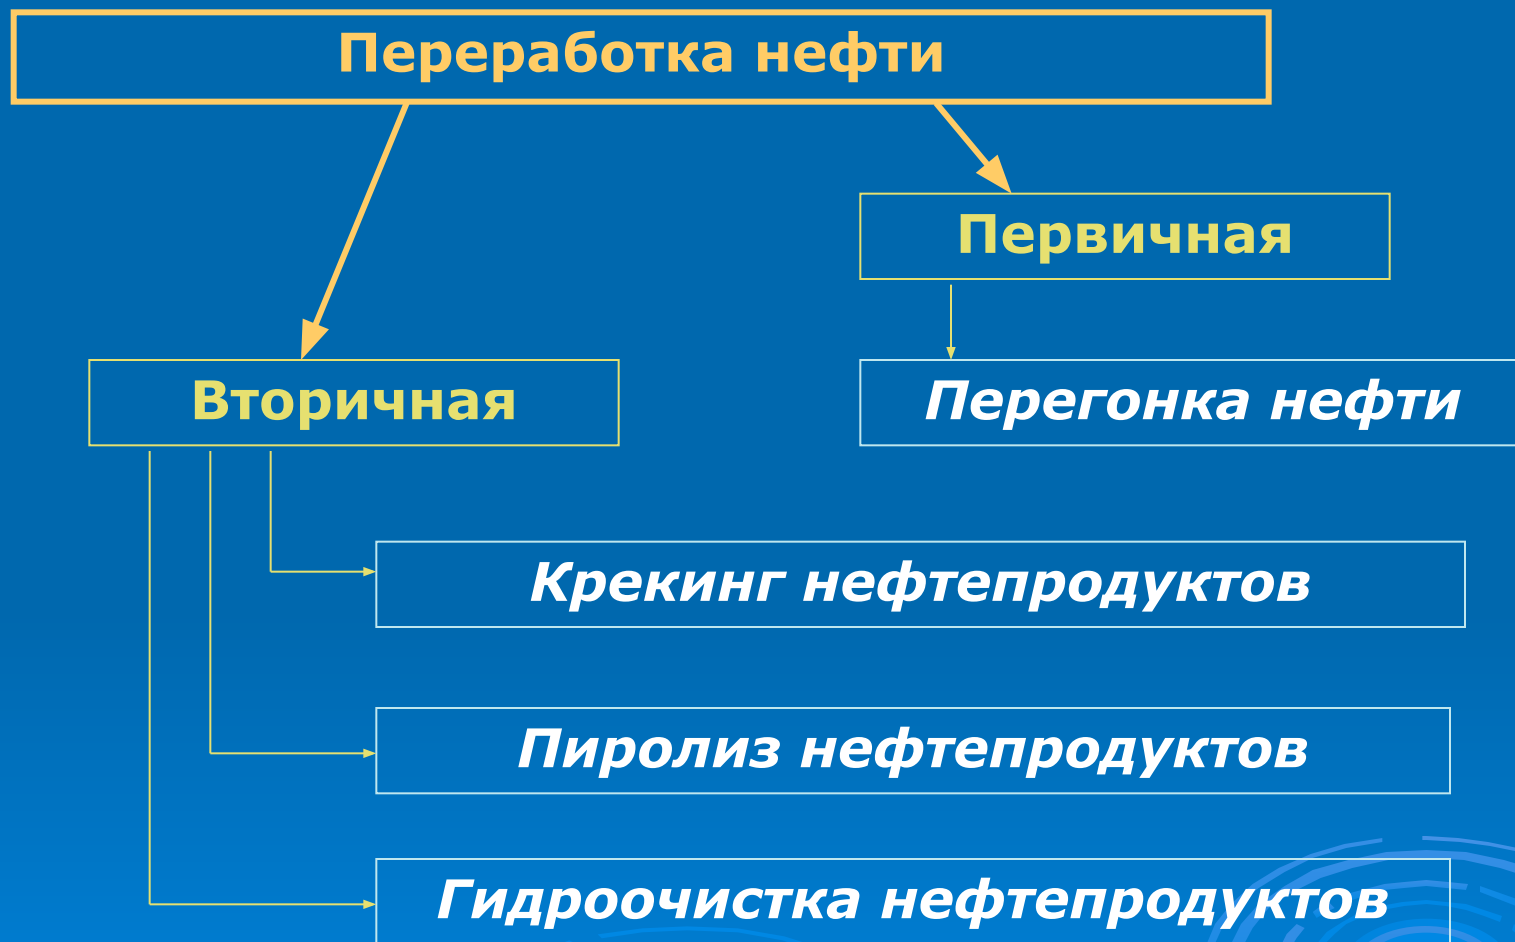 Переработка нефти
Первичная
Вторичная
Перегонка нефти
Крекинг нефтепродуктов
Пиролиз нефтепродуктов
Гидроочистка нефтепродуктов